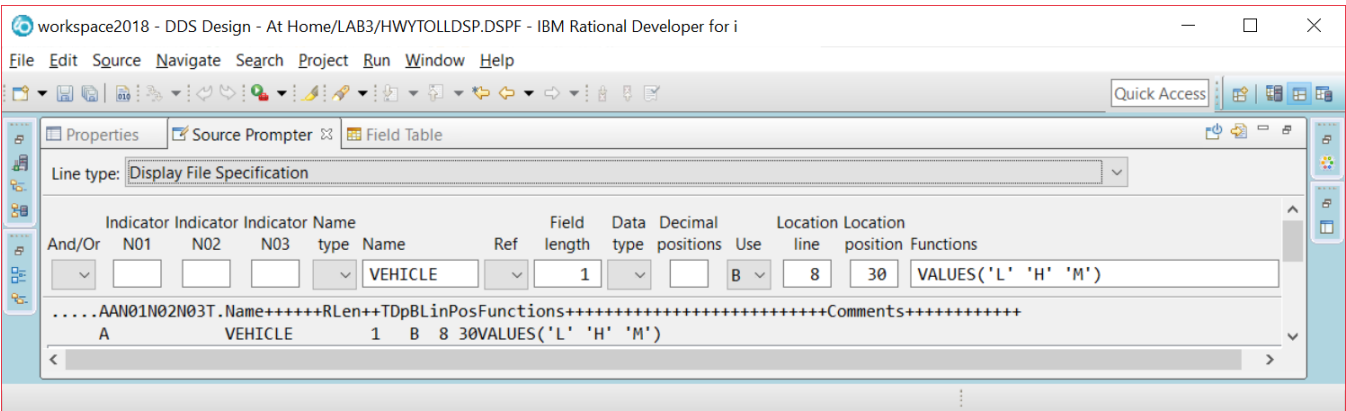 workspace2018 - DDS Design - At Home/LAB3/HWYTOLLDSP.DSPF - IBM Rational Developer for i
File Edit Source Navigate Search Project Run Window Help
010 Quick Access
Properties Source Prompter Field Table
Line type: Display File Specification
Indicator Indicator Indicator Name Field Data Decimal Location Location
And/Or N01 N02 N03 type Name Ref length type positions Use line position Functions
VEHICLE 1 B 8 30 VALUES('L' 'H' 'M')
.....AAN01N02N03T.Name++++++RLen++TDpBLinPosFunctions++++++++++++++++++++++++++++Comments++++++++++++
A VEHICLE 1 B 8 30VALUES('L' 'H' 'M')